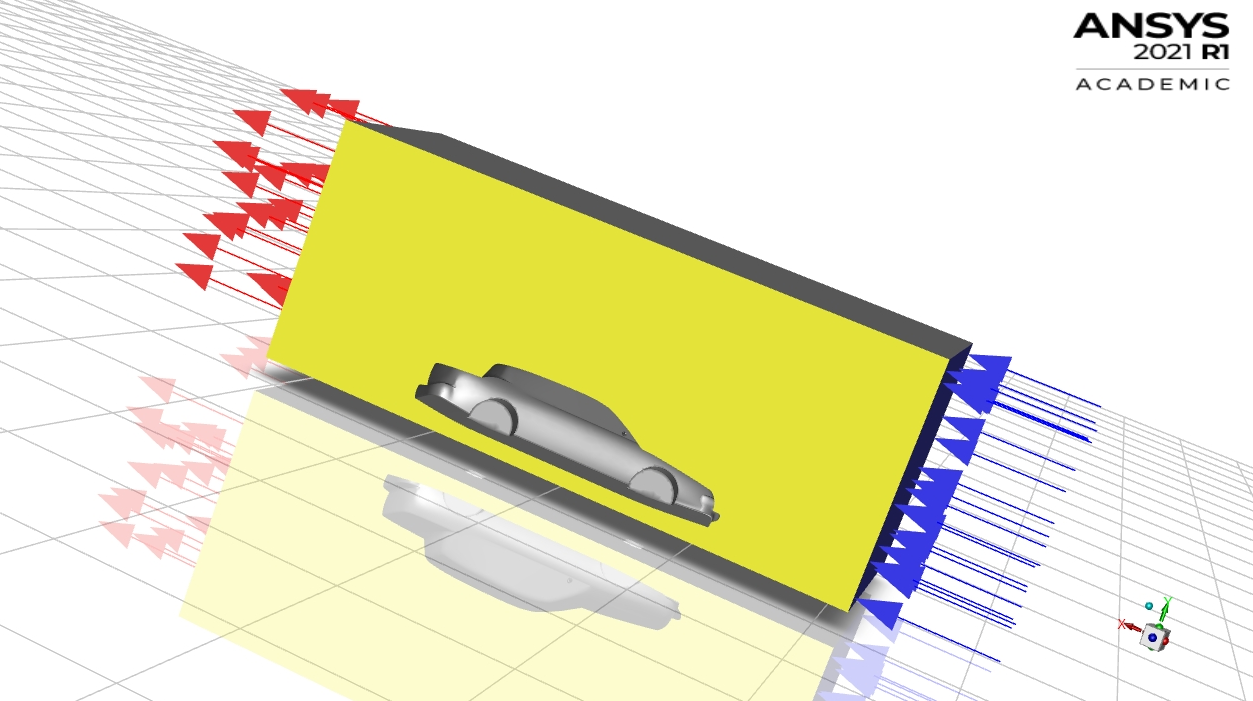 ANSYS
2021 R1
ACADEMIC
Y
X